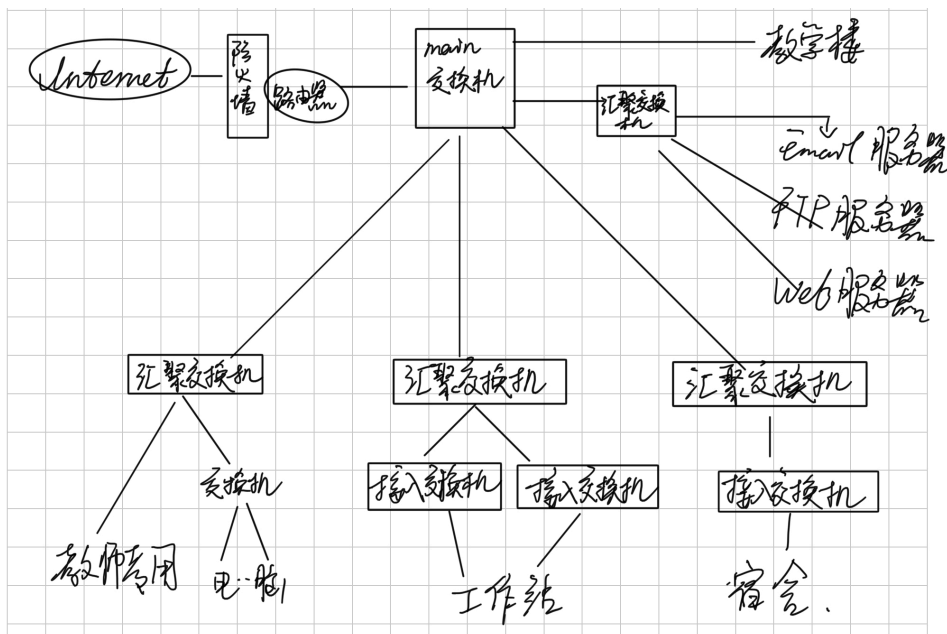 Internet
防火墙
路由器
main
交换机
教学楼
汇聚交换机
Email 服务器
FTP 服务器
Web 服务器
汇聚交换机
汇聚交换机
汇聚交换机
交换机
接入交换机
接入交换机
接入交换机
教师专用
电脑
工作站
宿舍.